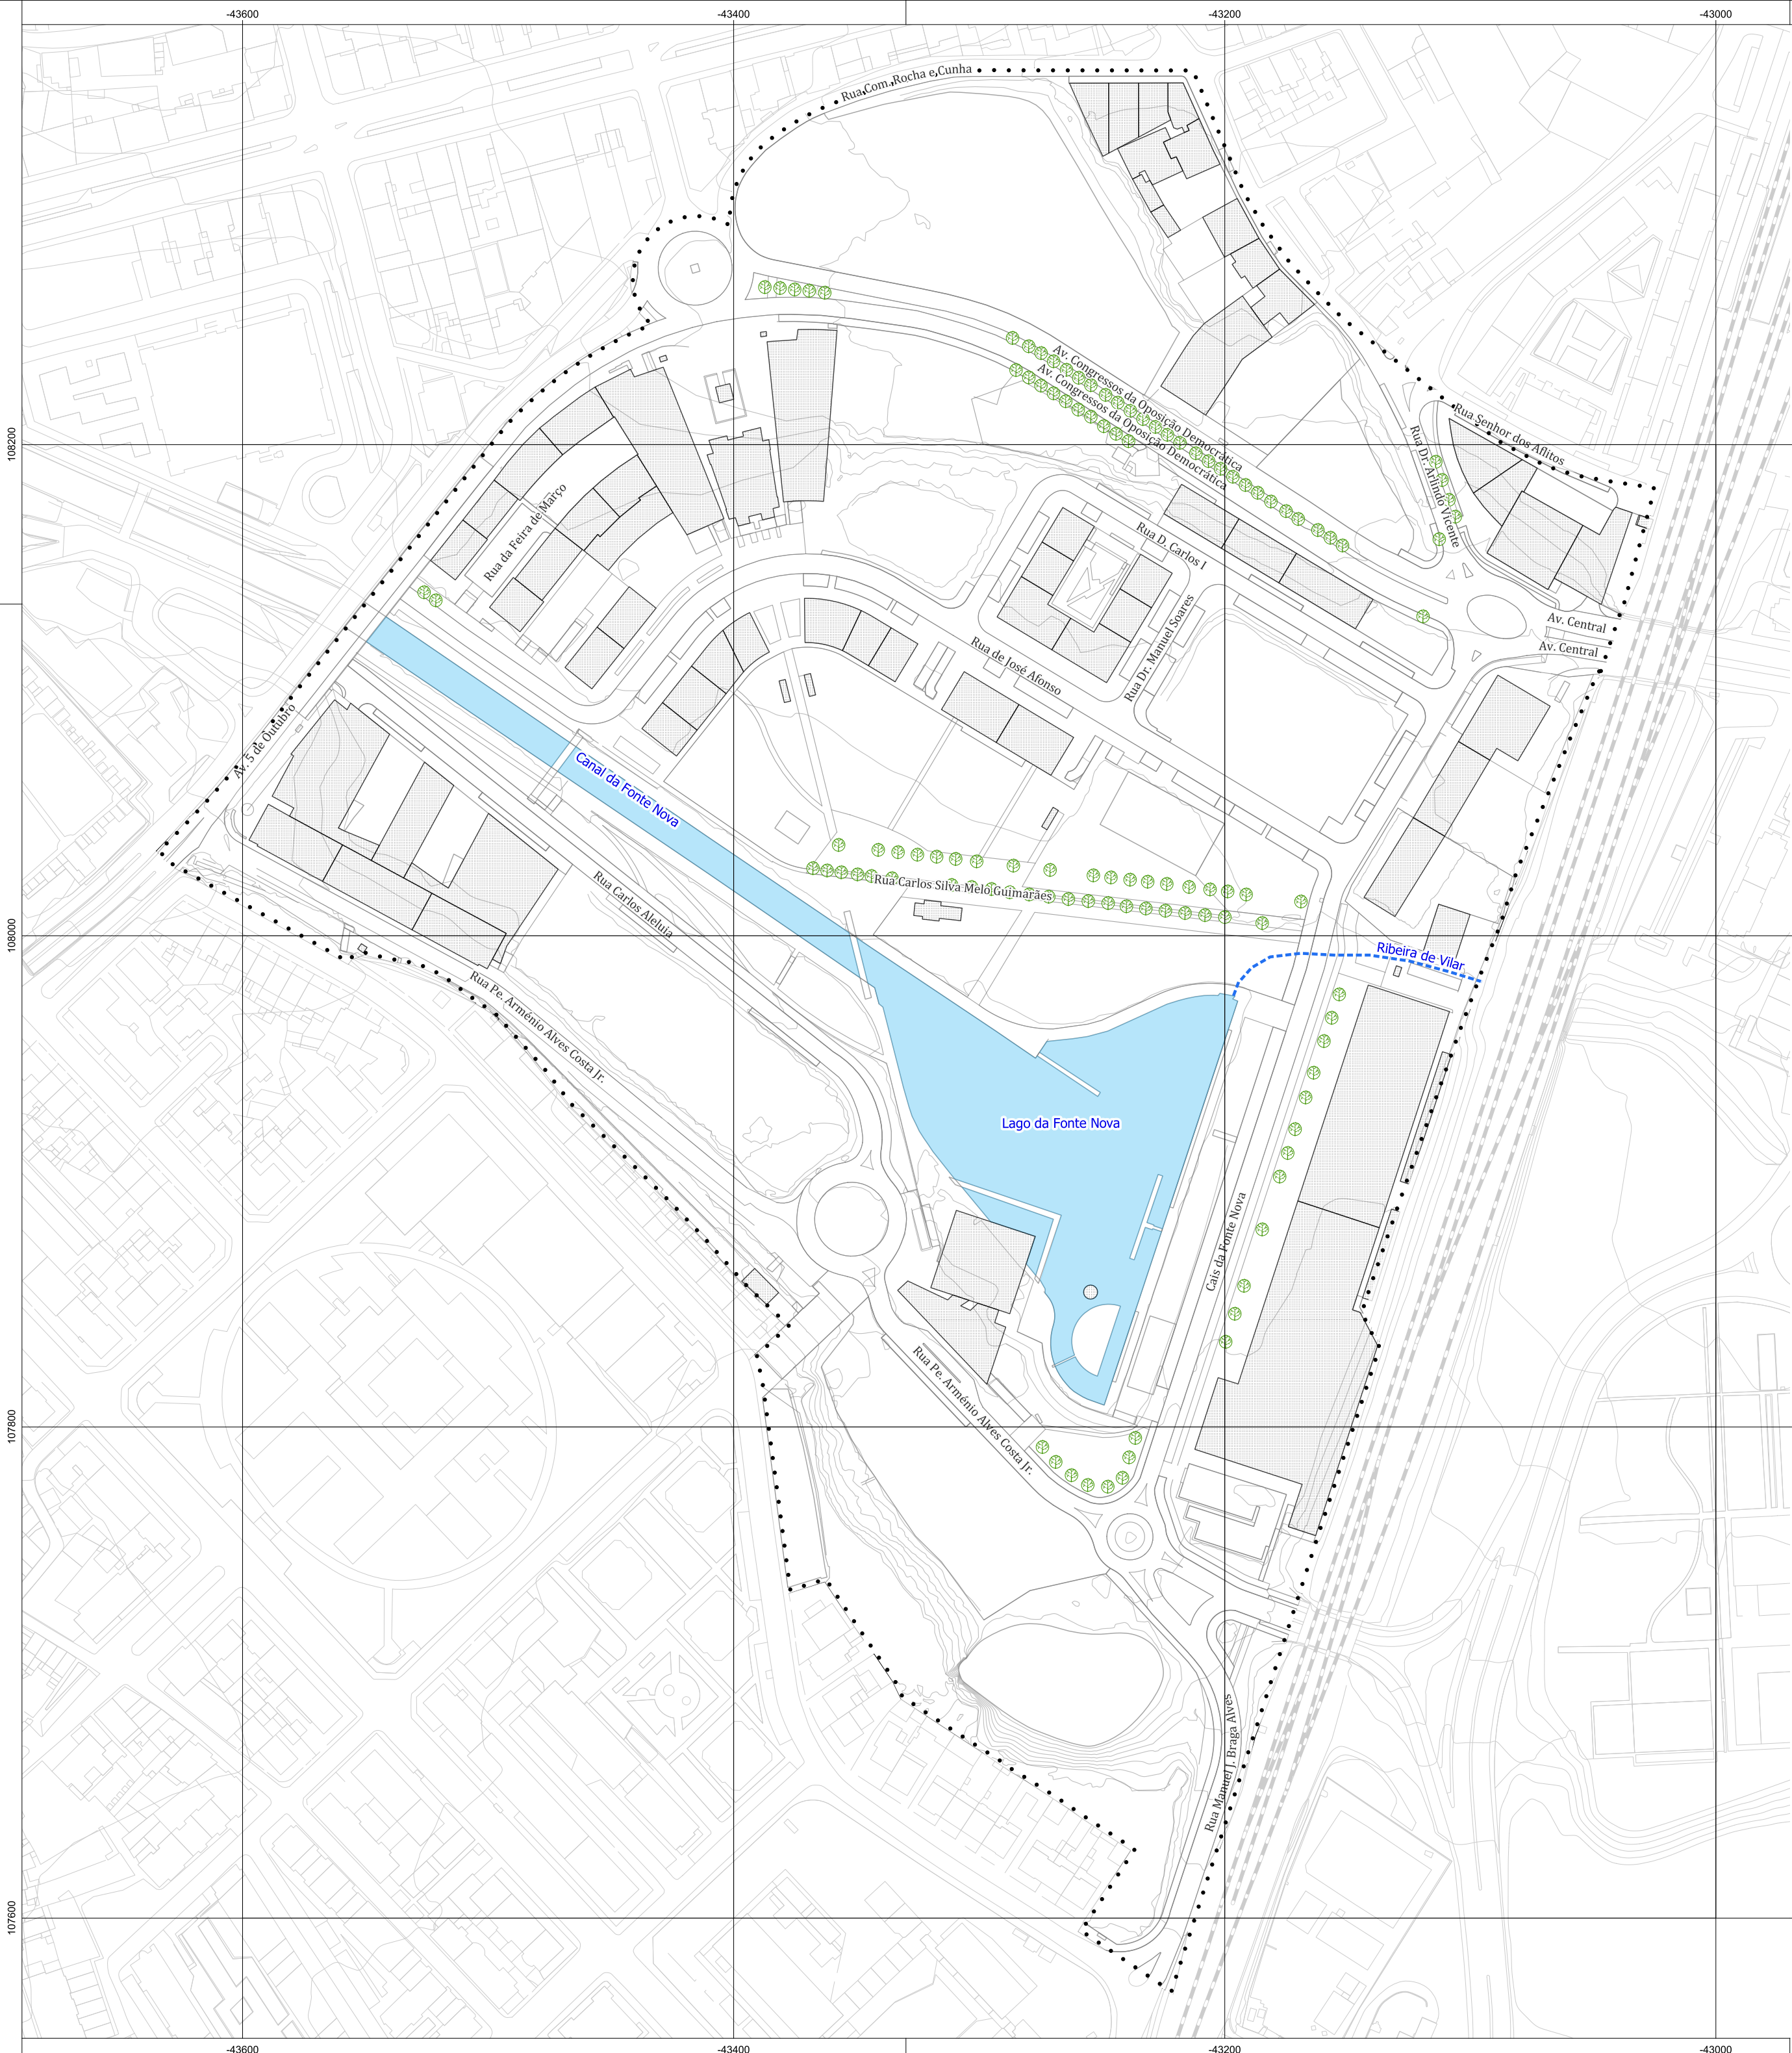 -43600 -43400 -43200 -43000
Rua Com. Rocha e Cunha
Av. Congressos da Oposição Democrática
Av. Congressos da Oposição Democrática
Rua Senhor dos Aflitos
Rua Dr. Arlindo Vicente
108200
Rua da Feira de Março
Rua D. Carlos I
Av. Central
Av. Central
Rua Dr. Manuel Soares
Rua de José Afonso
Av. 5 de Outubro
Canal da Fonte Nova
Rua Carlos Silva Melo Guimarães
Rua Carlos Aleluia
108000
Ribeira de Vilar
Rua Pe. Arménio Alves Costa Jr.
Lago da Fonte Nova
Cais da Fonte Nova
Rua Pe. Arménio Alves Costa Jr.
107800
Rua Manuel J. Braga Alves
107600
-43600 -43400 -43200 -43000